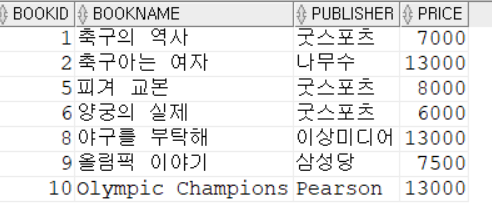 BOOKID BOOKNAME PUBLISHER PRICE
1 축구의 역사 굿스포츠 7000
2 축구아는 여자 나무수 13000
5 피겨 교본 굿스포츠 8000
6 양궁의 실제 굿스포츠 6000
8 야구를 부탁해 이상미디어 13000
9 올림픽 이야기 삼성당 7500
10 Olympic Champions Pearson 13000